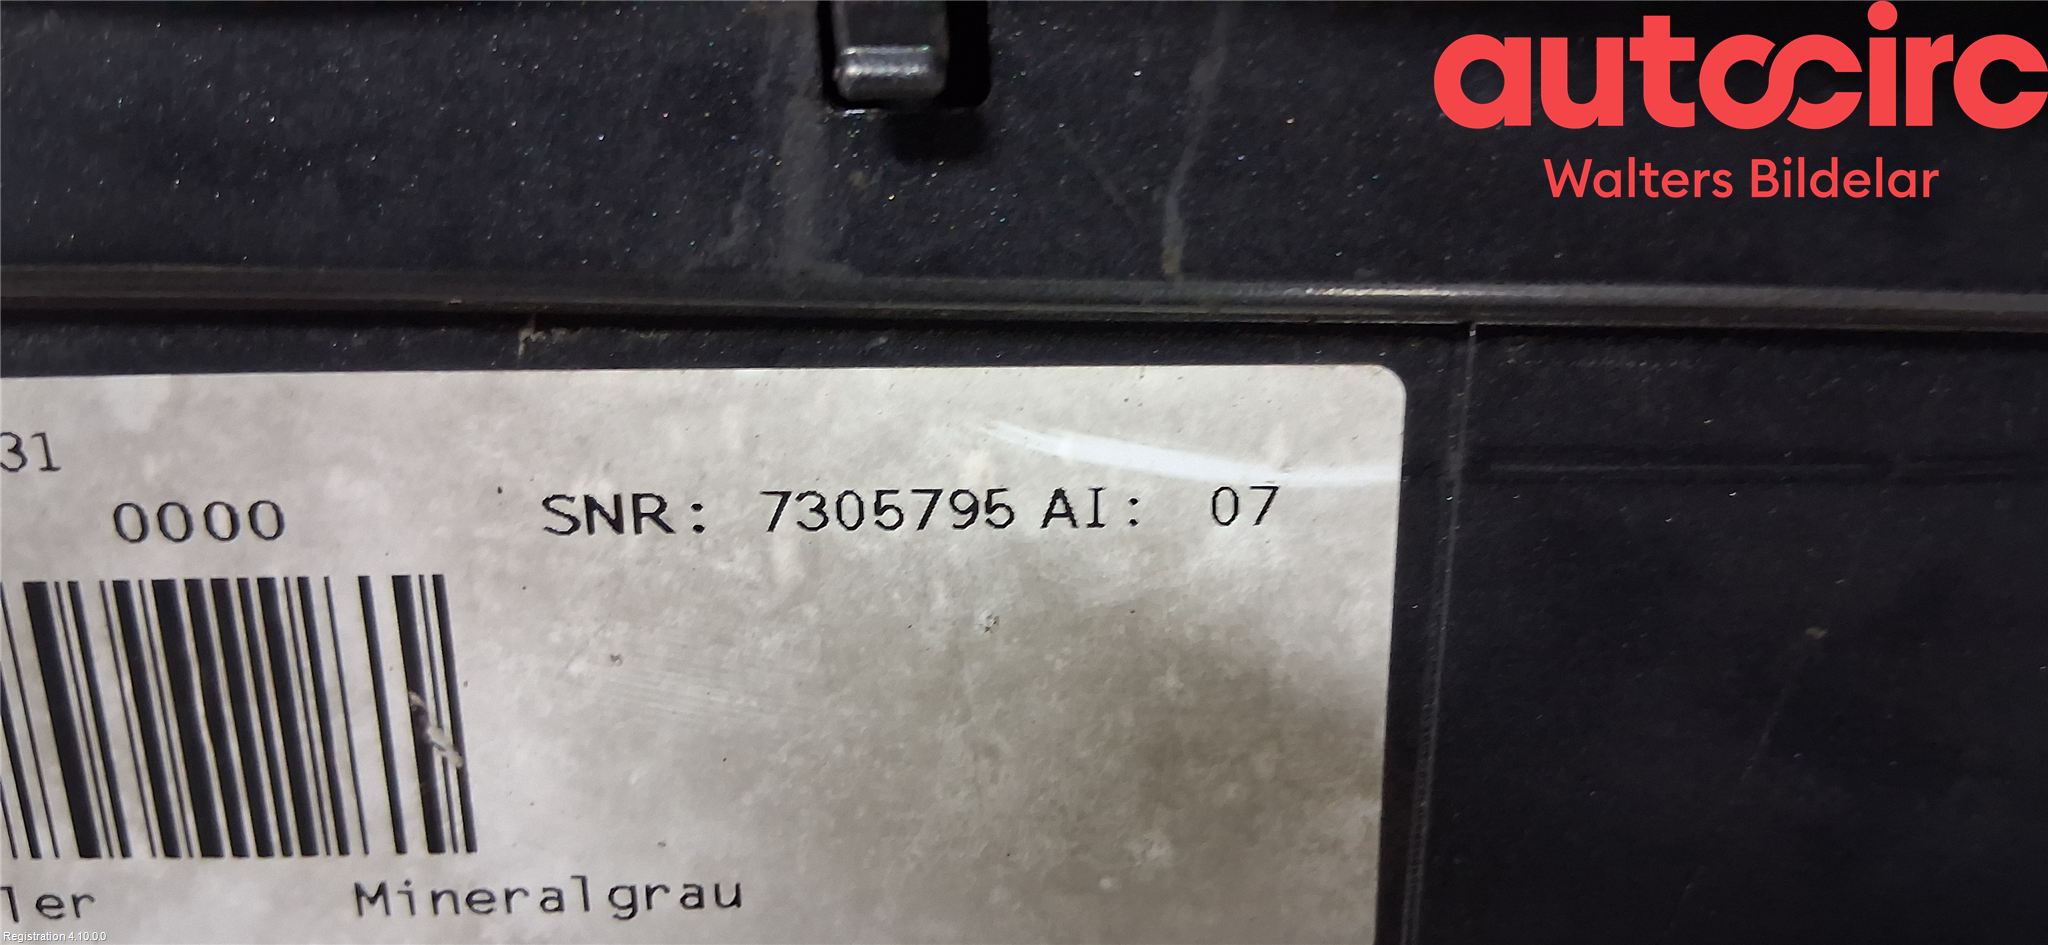 autocirc
Walters Bildelar
31
0000
SNR: 7305795 AI: 07
ler
Mineralgrau
Registration 4.10.0.0